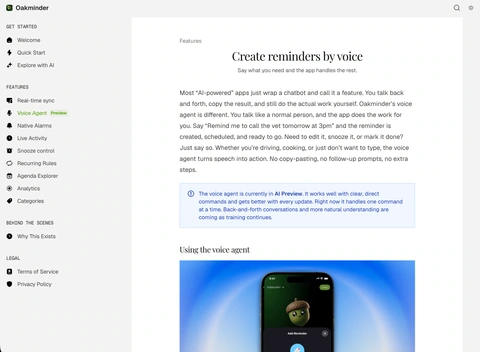 Oakminder
GET STARTED
Welcome
Quick Start
Explore with AI
FEATURES
Real-time sync
Voice Agent Preview
Native Alarms
Live Activity
Snooze control
Recurring Rules
Agenda Explorer
Analytics
Categories
BEHIND THE SCENES
Why This Exists
LEGAL
Terms of Service
Privacy Policy
Features
Create reminders by voice
Say what you need and the app handles the rest.
Most “AI-powered” apps just wrap a chatbot and call it a feature. You talk back
and forth, copy the result, and still do the actual work yourself. Oakminder’s voice
agent is different. You talk like a normal person, and the app does the work for
you. Say “Remind me to call the vet tomorrow at 3pm” and the reminder is
created, scheduled, and ready to go. Need to edit it, snooze it, or mark it done?
Just say so. Whether you’re driving, cooking, or just don’t want to type, the voice
agent turns speech into action. No copy-pasting, no follow-up prompts, no extra
steps.
The voice agent is currently in AI Preview. It works well with clear, direct
commands and gets better with every update. Right now it handles one command
at a time. Back-and-forth conversations and more natural understanding are
coming as training continues.
Using the voice agent
Add Reminder